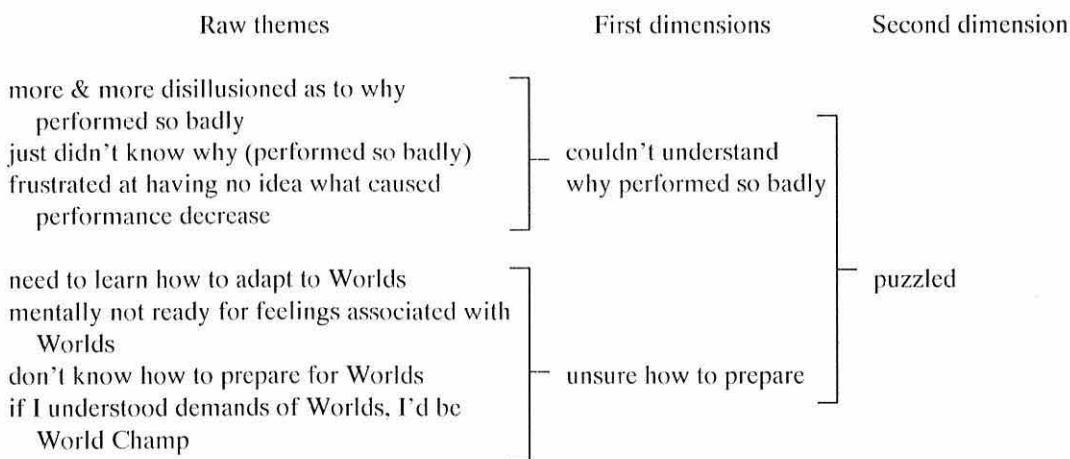 Raw themes First dimensions Second dimension
more & more disillusioned as to why
performed so badly
just didn't know why (performed so badly)
frustrated at having no idea what caused
performance decrease
couldn't understand
why performed so badly
need to learn how to adapt to Worlds
mentally not ready for feelings associated with
Worlds
don't know how to prepare for Worlds
if I understood demands of Worlds, I'd be
World Champ
unsure how to prepare
puzzled